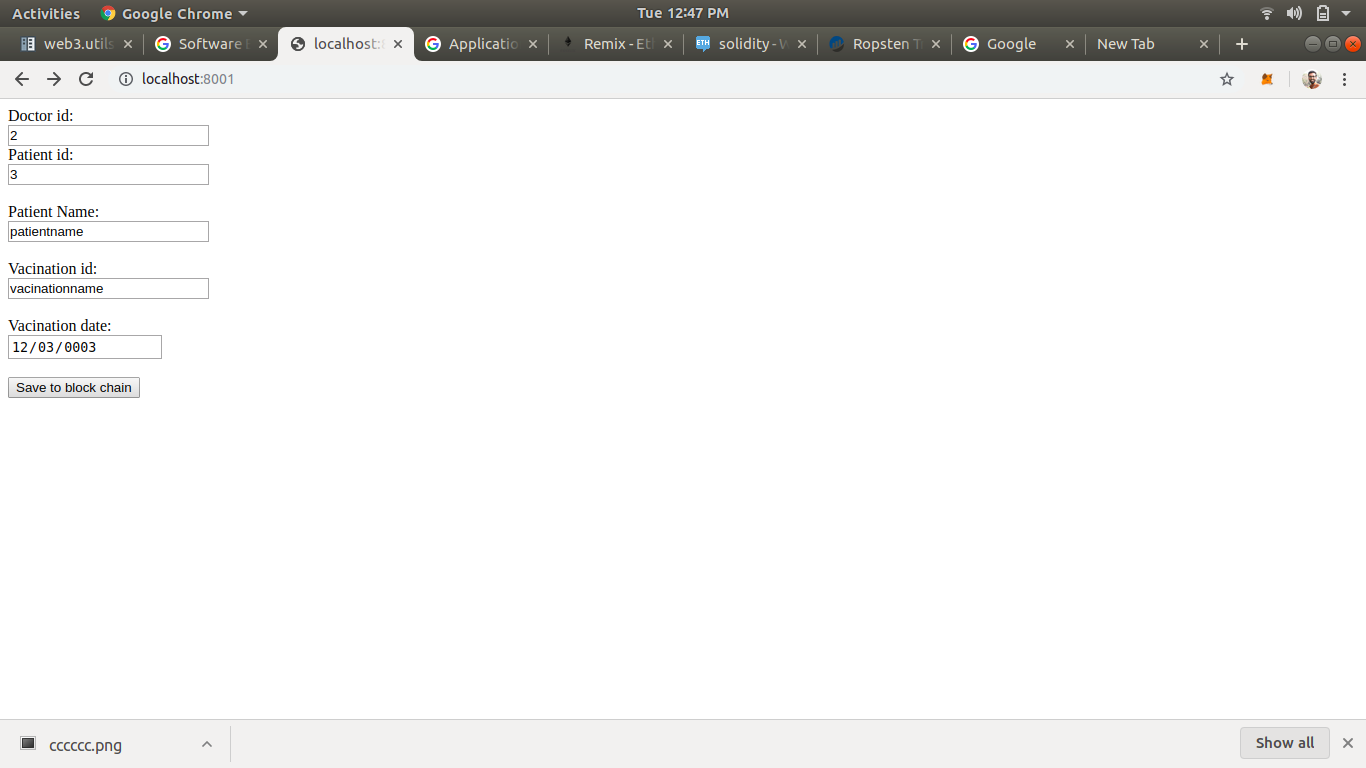 Activities Google Chrome Tue 12:47 PM
web3.utils Software localhost: Applicatio Remix - Et solidity - Ropsten Google New Tab
localhost:8001
Doctor id:
2
Patient id:
3
Patient Name:
patientname
Vacination id:
vacinationname
Vacination date:
12/03/0003
Save to block chain
cccccc.png Show all